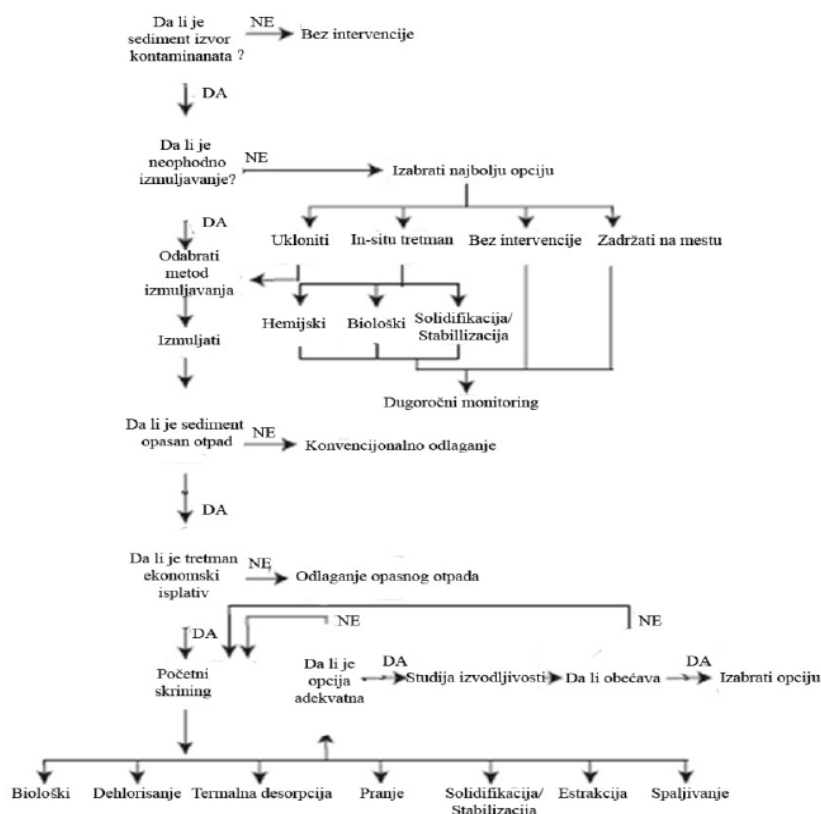 Da li je
sediment izvor
kontaminanata ?
NE
Bez intervencije
DA
Da li je
neophodno
izmuljavanje?
NE
Izabrati najbolju opciju
DA
Ukloniti
In-situ tretman
Bez intervencije
Zadržati na mestu
Odabrati
metod
izmuljavanja
Hemijski
Biološki
Solidifikacija/
Stabillizacija
Izmuljati
Dugoročni monitoring
Da li je sediment
opasan otpad
NE
Konvencijonalno odlaganje
DA
Da li je tretman
ekonomski
isplativ
NE
Odlaganje opasnog otpada
DA
NE
NE
Početni
skrining
Da li je
opcija
adekvatna
DA
Studija izvodljivosti
Da li obećava
DA
Izabrati opciju
Biološki
Dehlorisanje
Termalna desorpcija
Pranje
Solidifikacija/
Stabilizacija
Estrakcija
Spaljivanje